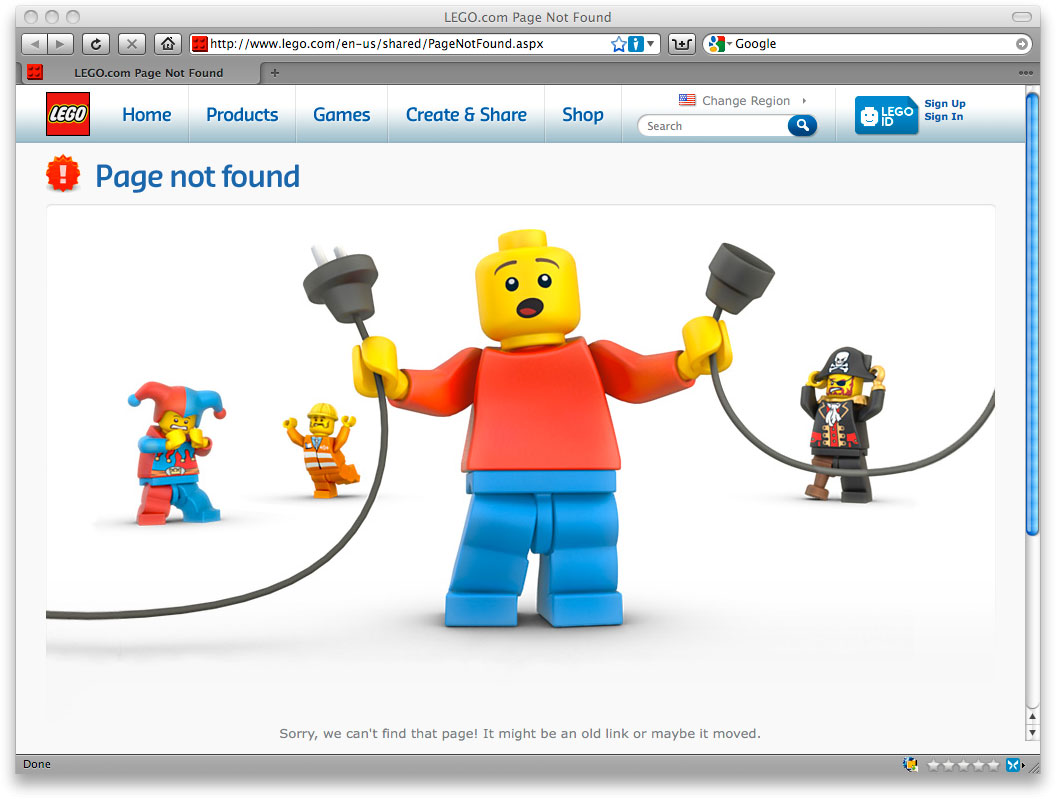 LEGO.com Page Not Found
http://www.lego.com/en-us/shared/PageNotFound.aspx
Google
LEGO.com Page Not Found
LEGO
Home
Products
Games
Create & Share
Shop
Change Region
Search
LEGO ID
Sign Up
Sign In
Page not found
Sorry, we can't find that page! It might be an old link or maybe it moved.
Done